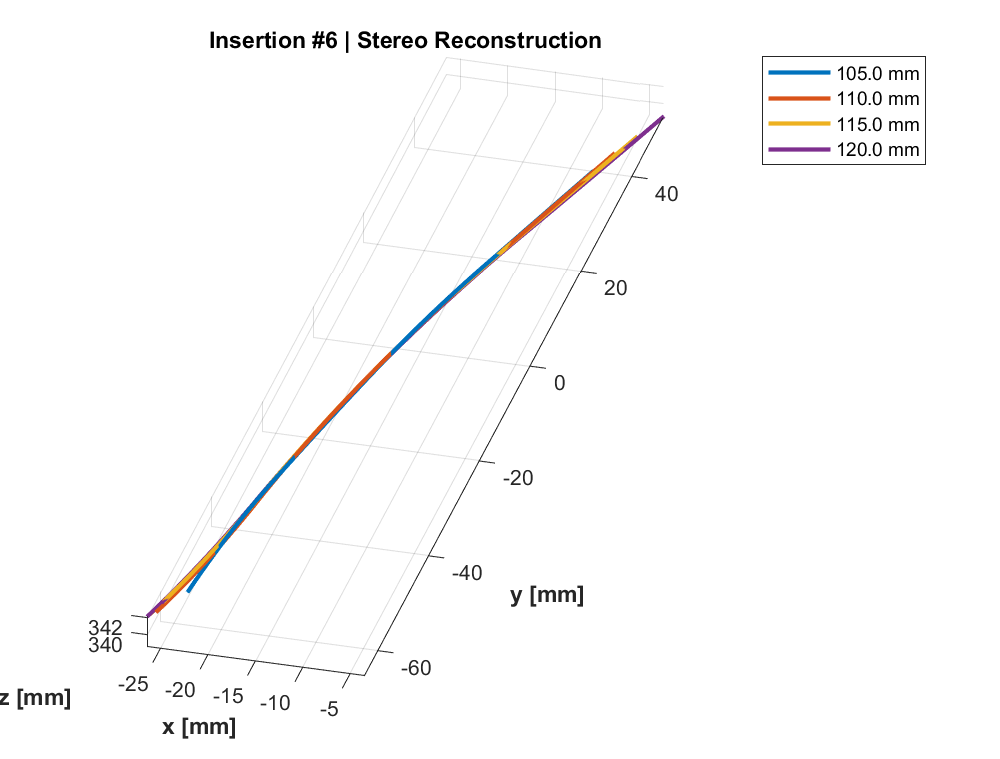 Insertion #6 | Stereo Reconstruction
105.0 mm
110.0 mm
115.0 mm
120.0 mm
40
20
0
-20
-40
-60
y [mm]
342
340
z [mm]
-25
-20
-15
-10
-5
x [mm]